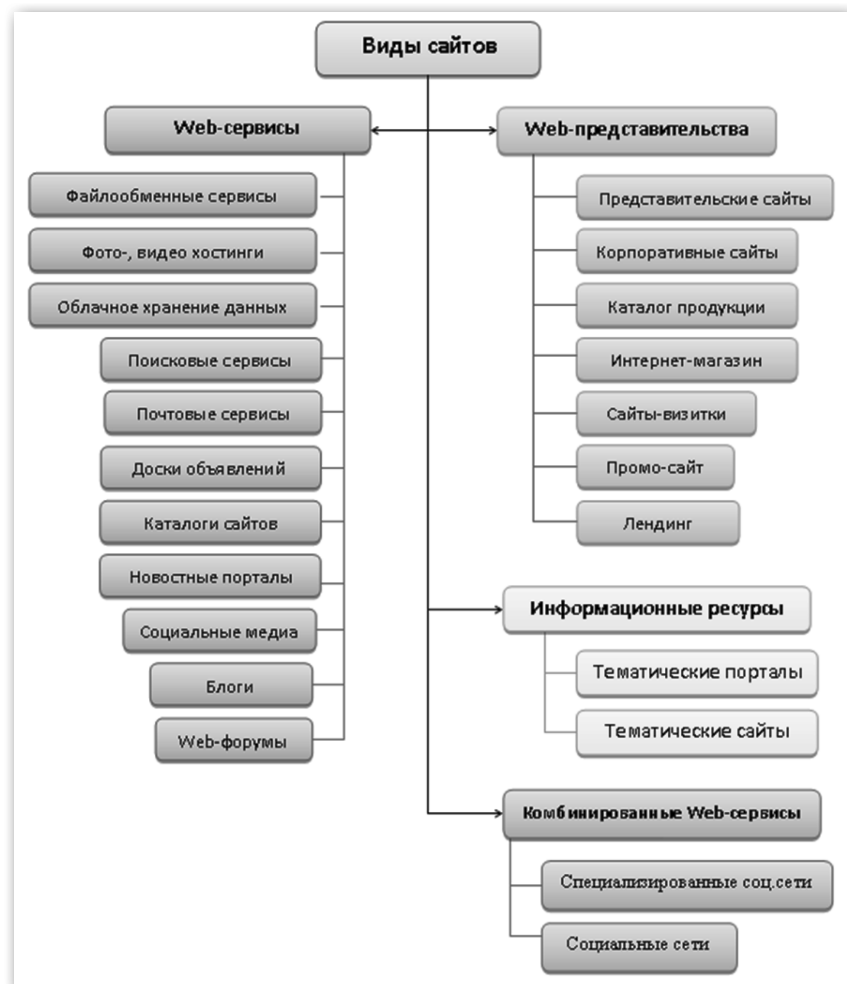 Виды сайтов
Web-сервисы
Файлообменные сервисы
Фото-, видео хостинги
Облачное хранение данных
Поисковые сервисы
Почтовые сервисы
Доски объявлений
Каталоги сайтов
Новостные порталы
Социальные медиа
Блоги
Web-форумы
Web-представительства
Представительские сайты
Корпоративные сайты
Каталог продукции
Интернет-магазин
Сайты-визитки
Промо-сайт
Лендинг
Информационные ресурсы
Тематические порталы
Тематические сайты
Комбинированные Web-сервисы
Специализированные соц.сети
Социальные сети